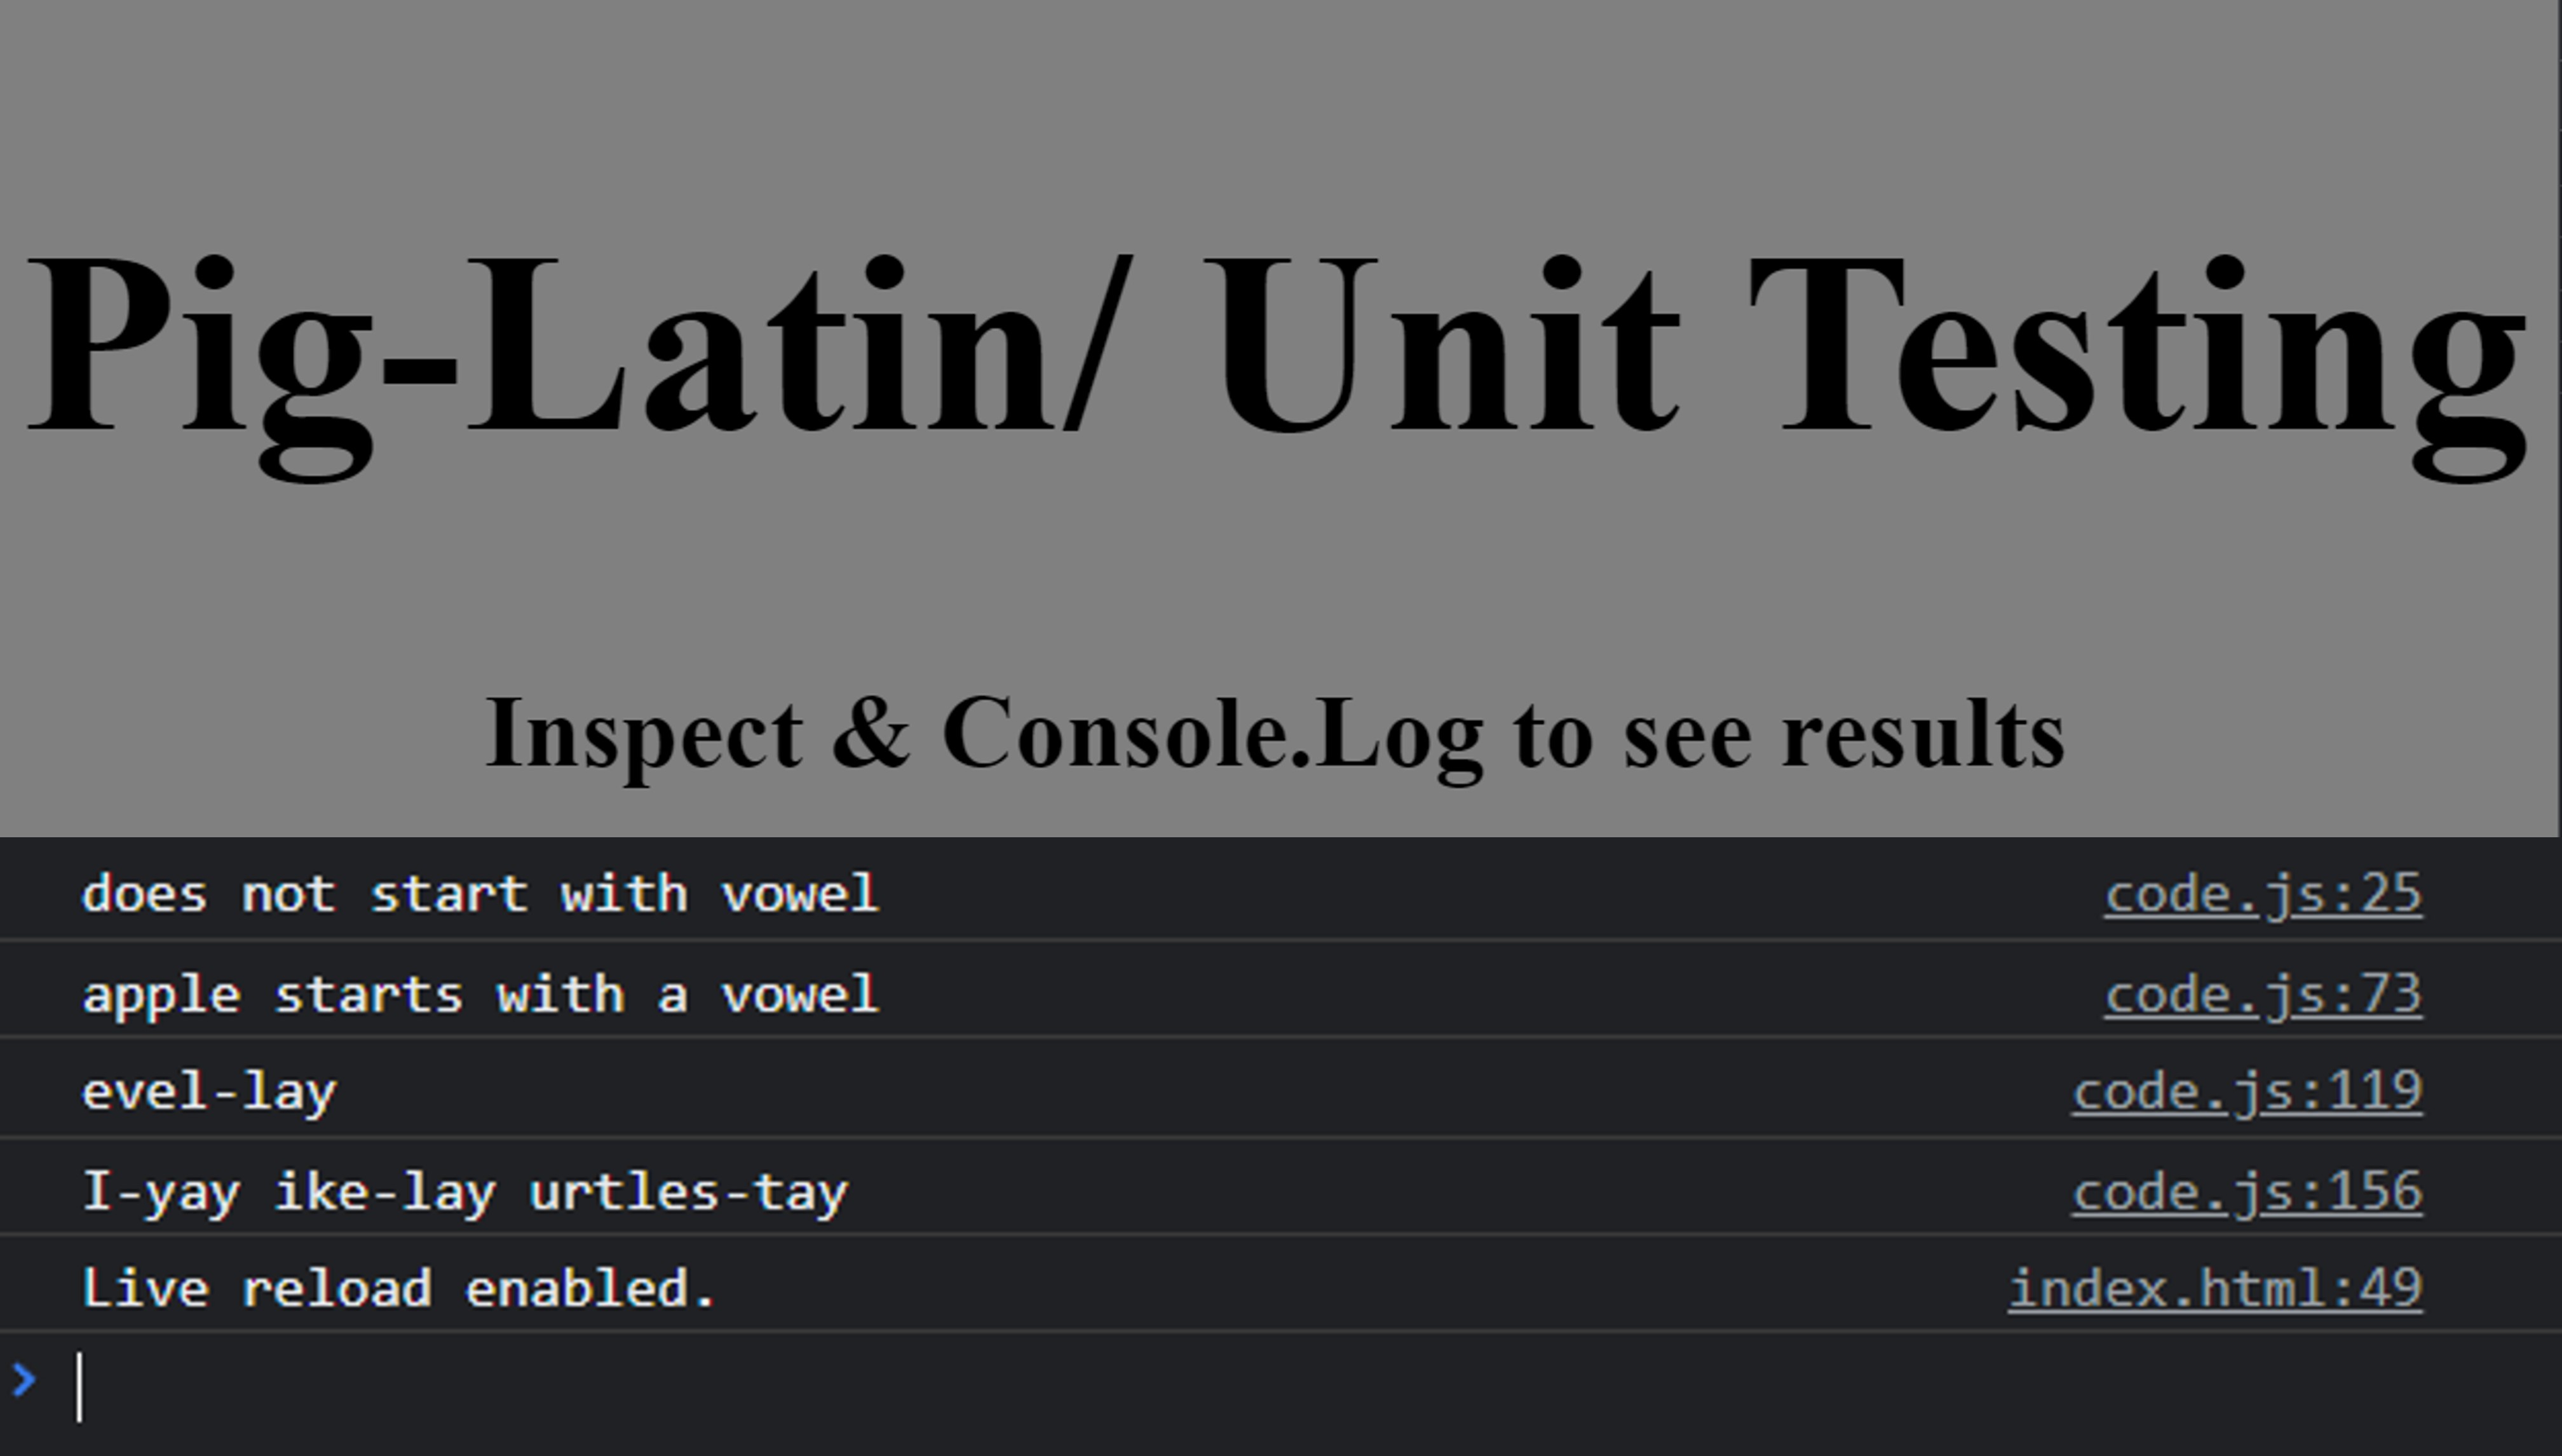 Pig-Latin/ Unit Testing
Inspect & Console.Log to see results
does not start with vowel code.js:25
apple starts with a vowel code.js:73
evel-lay code.js:119
I-yay ike-lay urtles-tay code.js:156
Live reload enabled. index.html:49
>